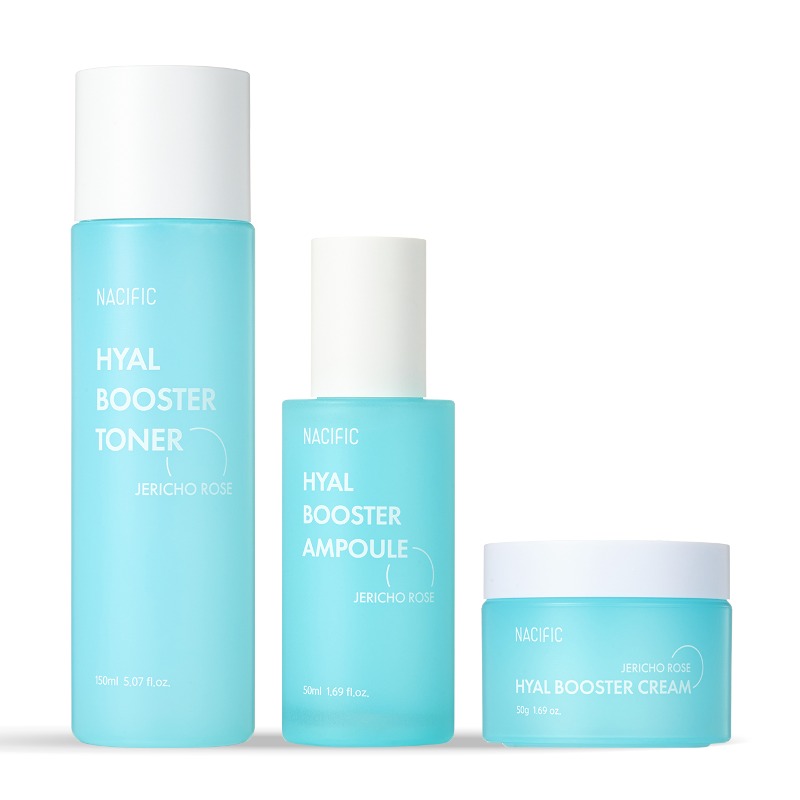 NACIFIC
HYAL
BOOSTER
TONER
JERICHO ROSE
150ml 5.07 fl.oz.
NACIFIC
HYAL
BOOSTER
AMPOULE
JERICHO ROSE
50ml 1.69 fl.oz.
NACIFIC
JERICHO ROSE
HYAL BOOSTER CREAM
50g 1.69 oz.